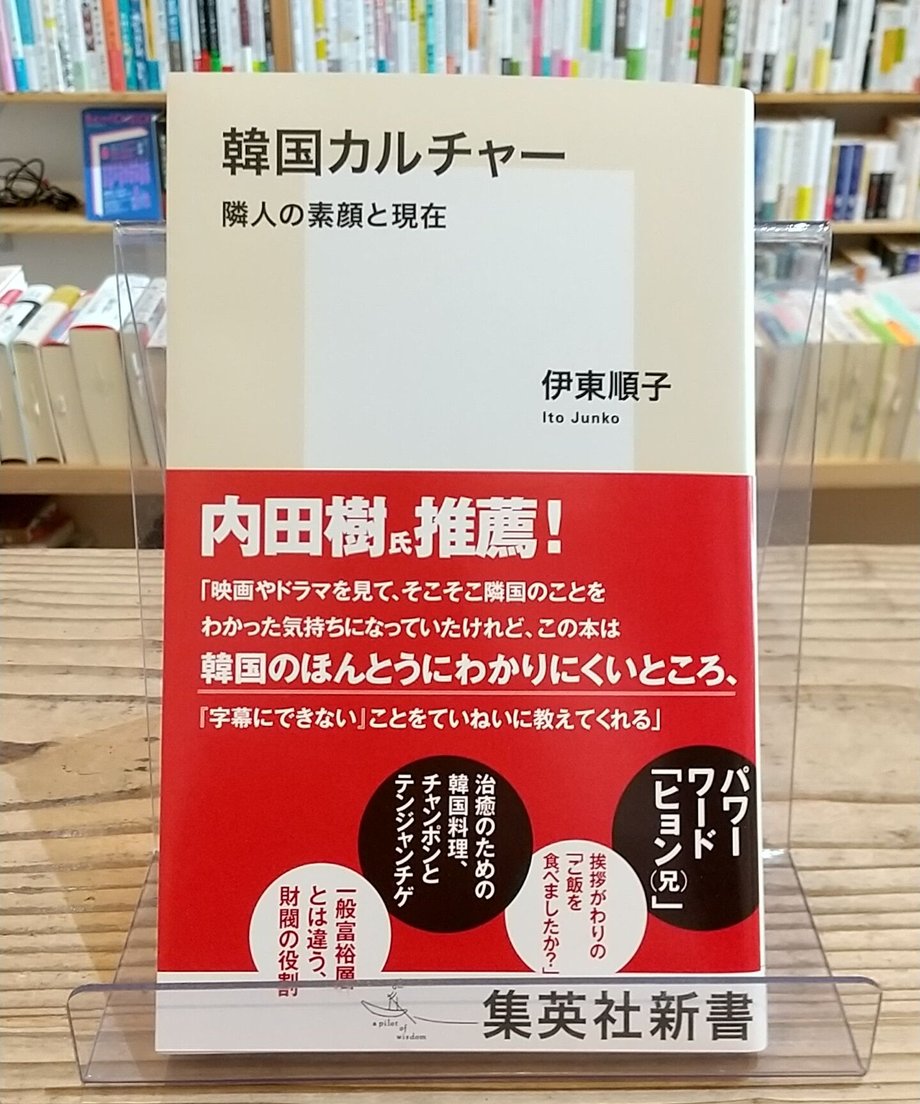 韓国カルチャー
隣人の素顔と現在
伊東順子
Ito Junko
内田樹氏推薦!
「映画やドラマを見て、そこそこ隣国のことを
わかった気持ちになっていたけれど、この本は
韓国のほんとうにわかりにくいところ、
『字幕にできない』ことをていねいに教えてくれる」
パワー
ワード
「ヒョン(兄)」
挨拶がわりの
「ご飯を
食べましたか?」
治癒のための
韓国料理、
チャンポンと
テンジャンチゲ
一般富裕層
とは違う、
財閥の役割
a pilot
of
wisdom
集英社新書